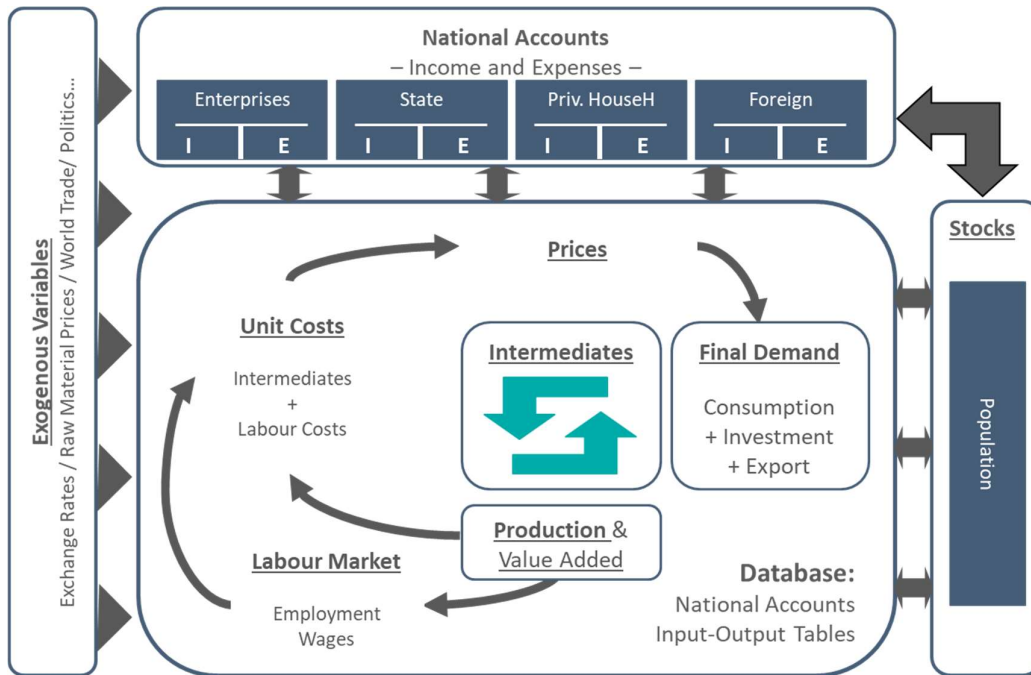 Exogenous Variables
Exchange Rates / Raw Material Prices / World Trade/ Politics...
National Accounts
– Income and Expenses –
Enterprises
I E
State
I E
Priv. HouseH
I E
Foreign
I E
Stocks
Population
Prices
Unit Costs
Intermediates
+
Labour Costs
Intermediates
Final Demand
Consumption
+ Investment
+ Export
Production &
Value Added
Labour Market
Employment
Wages
Database:
National Accounts
Input-Output Tables